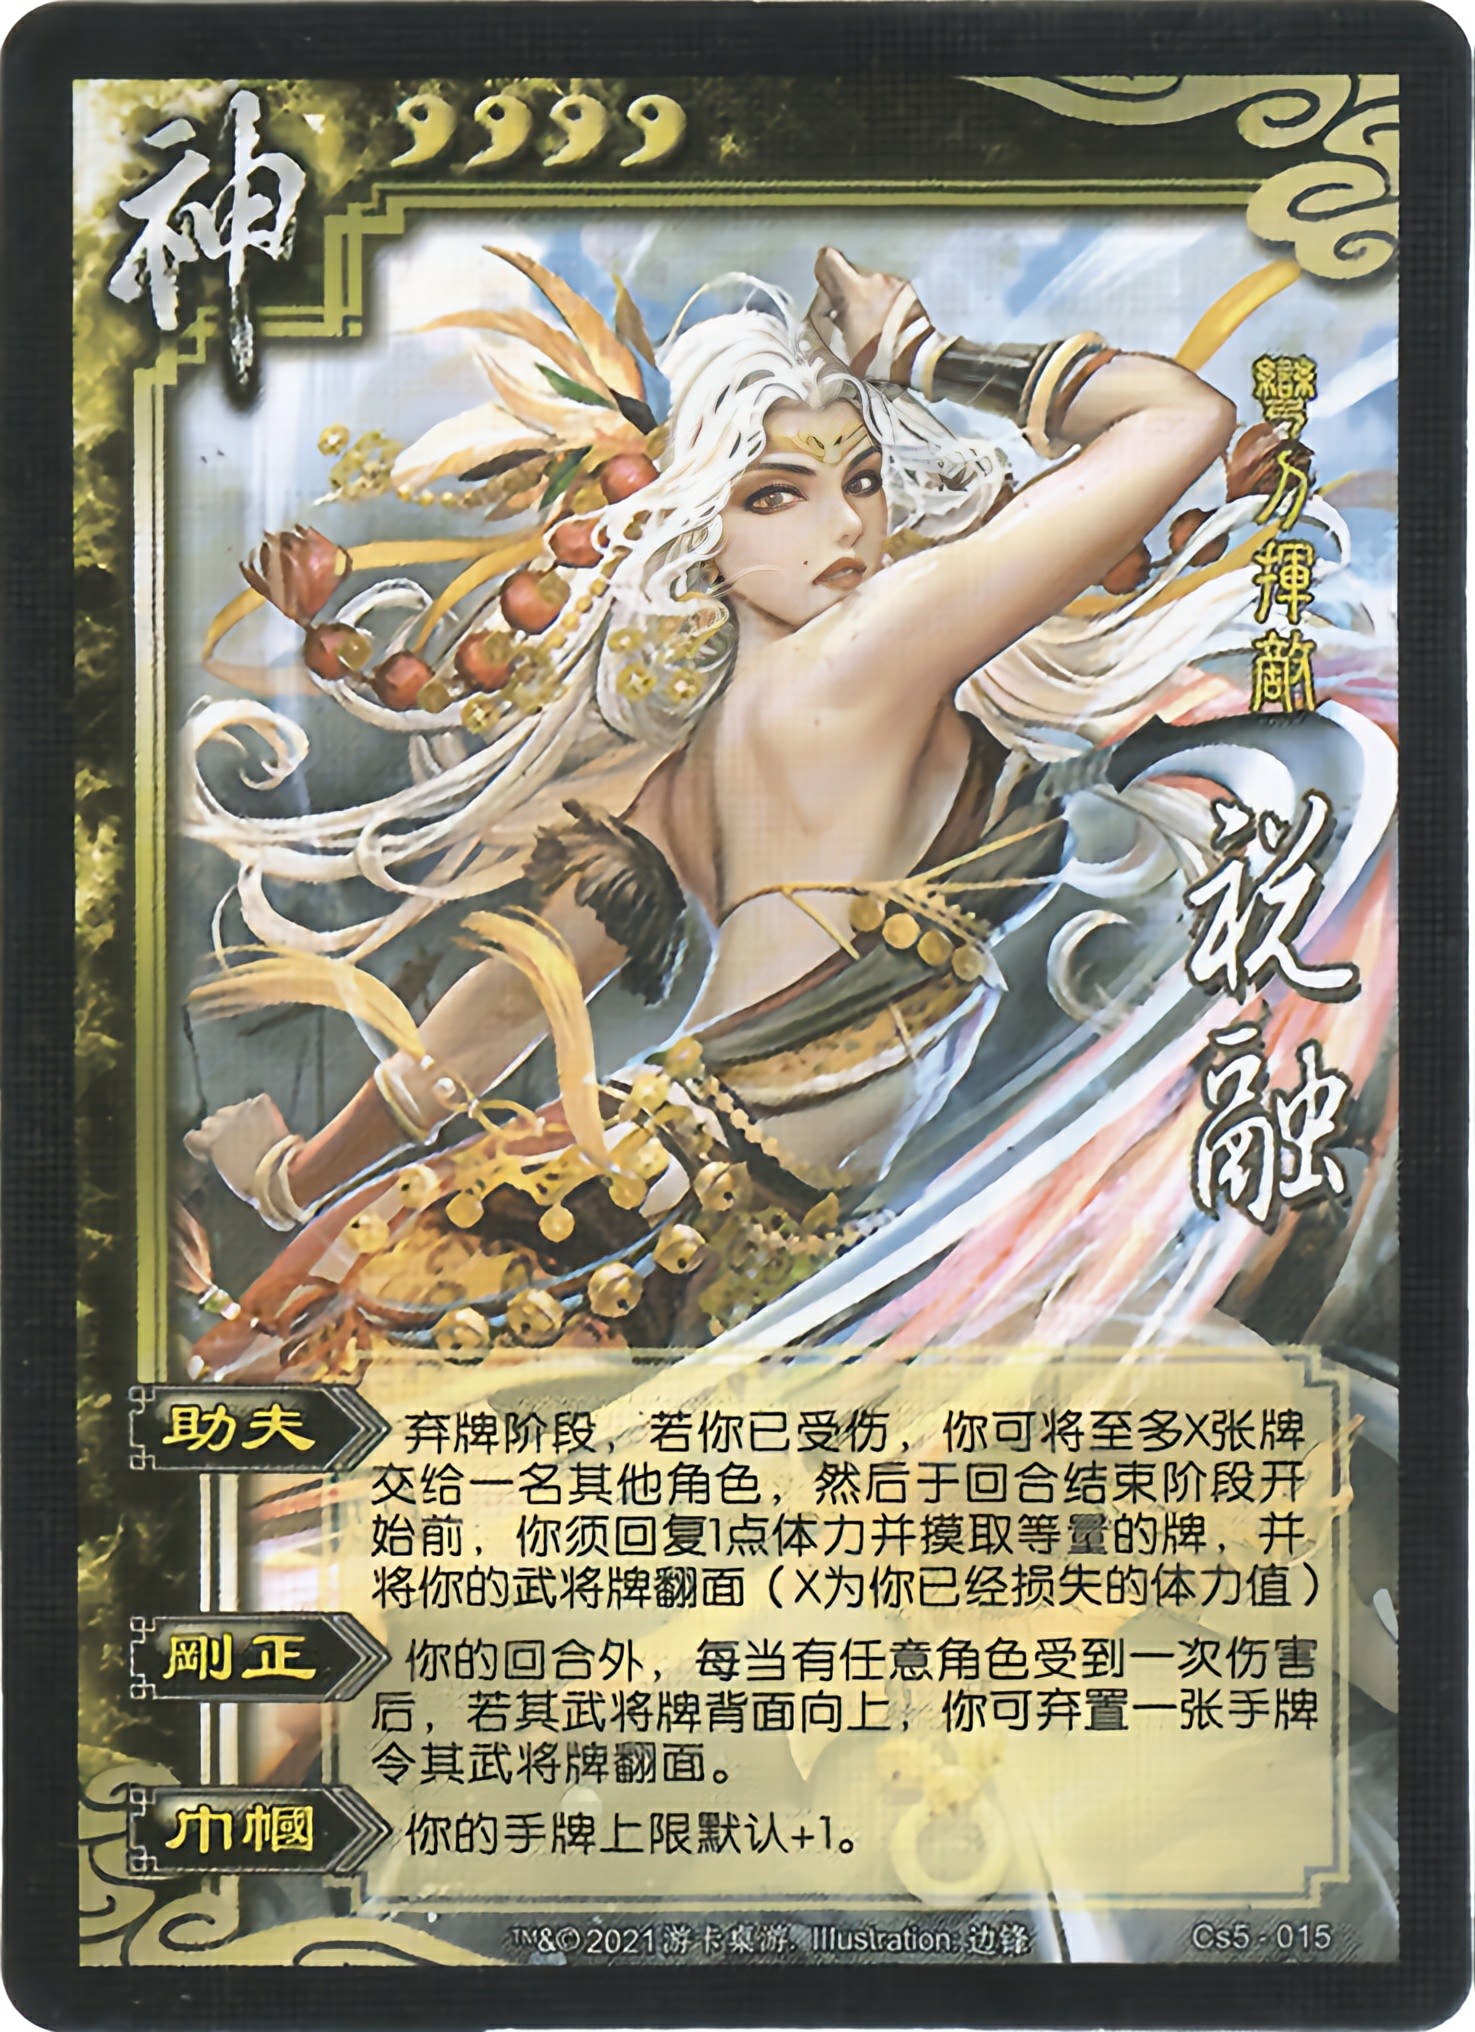 神
彎刀揮敵
祝融
助夫
弃牌阶段，若你已受伤，你可将至多X张牌
交给一名其他角色，然后于回合结束阶段开
始前，你须回复1点体力并摸取等量的牌，并
将你的武将牌翻面（X为你已经损失的体力值）
剛正
你的回合外，每当有任意角色受到一次伤害
后，若其武将牌背面向上，你可弃置一张手牌
令其武将牌翻面。
巾幗
你的手牌上限默认+1。
™&©2021游卡桌游. Illustration: 边锋
Cs5 - 015